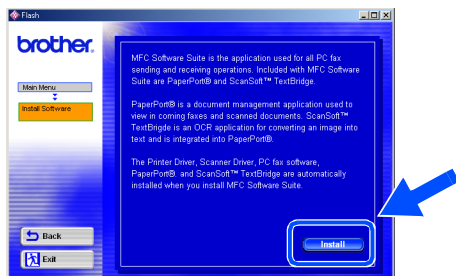 Flash
brother.
Main Menu
Install Software
MFC Software Suite is the application used for all PC fax
sending and receiving operations. Included with MFC Software
Suite are PaperPort® and ScanSoft™ TextBridge.
PaperPort® is a document management application used to
view in coming faxes and scanned documents. ScanSoft™
TextBrigde is an OCR application for converting an image into
text and is integrated into PaperPort®.
The Printer Driver, Scanner Driver, PC fax software,
PaperPort®. and ScanSoft™ TextBridge are automatically
installed when you install MFC Software Suite.
Install
Back
Exit